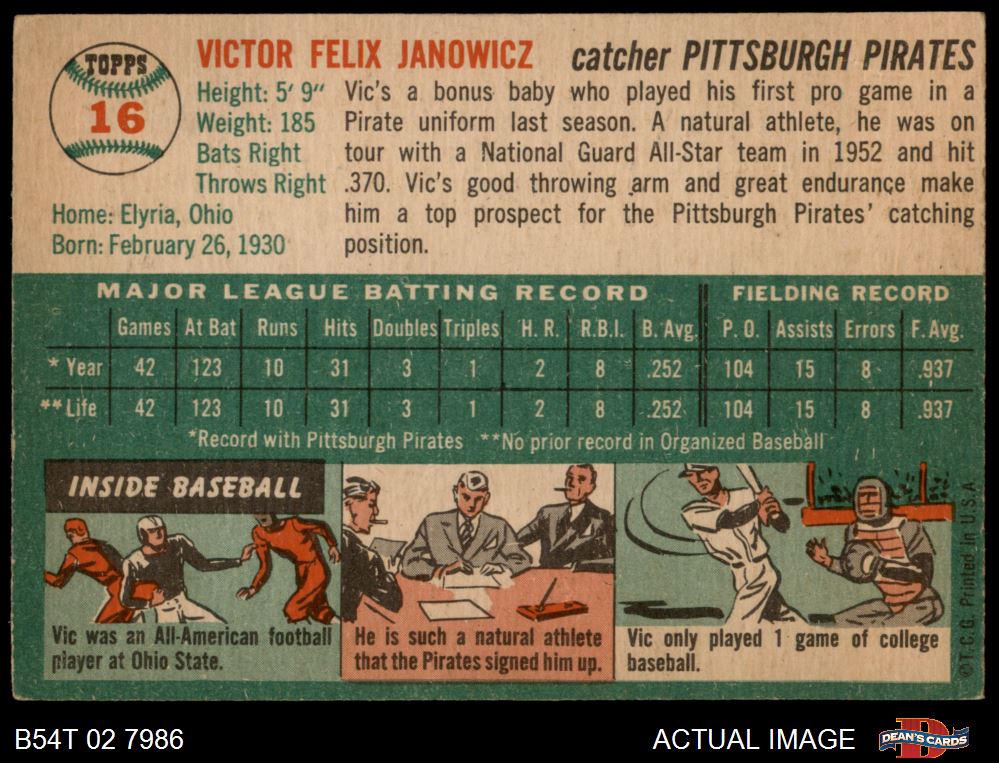 TOPPS
16
VICTOR FELIX JANOWICZ catcher PITTSBURGH PIRATES
Height: 5' 9"
Weight: 185
Bats Right
Throws Right
Home: Elyria, Ohio
Born: February 26, 1930
Vic's a bonus baby who played his first pro game in a
Pirate uniform last season. A natural athlete, he was on
tour with a National Guard All-Star team in 1952 and hit
.370. Vic's good throwing arm and great endurance make
him a top prospect for the Pittsburgh Pirates' catching
position.
MAJOR LEAGUE BATTING RECORD FIELDING RECORD
Games At Bat Runs Hits Doubles Triples H. R. R.B.I. B. Avg. P. O. Assists Errors F. Avg.
* Year 42 123 10 31 3 1 2 8 .252 104 15 8 .937
** Life 42 123 10 31 3 1 2 8 .252 104 15 8 .937
*Record with Pittsburgh Pirates **No prior record in Organized Baseball
INSIDE BASEBALL
Vic was an All-American football
player at Ohio State.
He is such a natural athlete
that the Pirates signed him up.
Vic only played 1 game of college
baseball.
©T.C.G. Printed in U.S.A.
B54T 02 7986
ACTUAL IMAGE
D
DEAN'S CARDS